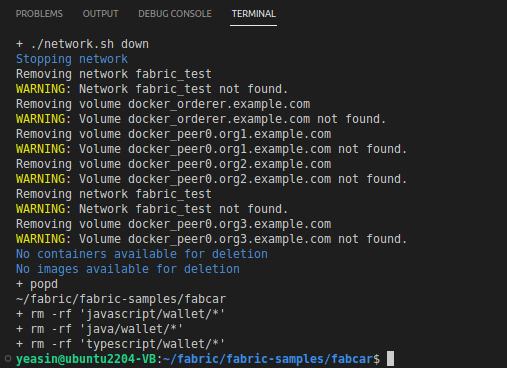 PROBLEMS OUTPUT DEBUG CONSOLE TERMINAL
+ ./network.sh down
Stopping network
Removing network fabric_test
WARNING: Network fabric_test not found.
Removing volume docker_orderer.example.com
WARNING: Volume docker_orderer.example.com not found.
Removing volume docker_peer0.org1.example.com
WARNING: Volume docker_peer0.org1.example.com not found.
Removing volume docker_peer0.org2.example.com
WARNING: Volume docker_peer0.org2.example.com not found.
Removing network fabric_test
WARNING: Network fabric_test not found.
Removing volume docker_peer0.org3.example.com
WARNING: Volume docker_peer0.org3.example.com not found.
No containers available for deletion
No images available for deletion
+ popd
~/fabric/fabric-samples/fabcar
+ rm -rf 'javascript/wallet/*'
+ rm -rf 'java/wallet/*'
+ rm -rf 'typescript/wallet/*'
yeasin@ubuntu2204-VB:~/fabric/fabric-samples/fabcar$